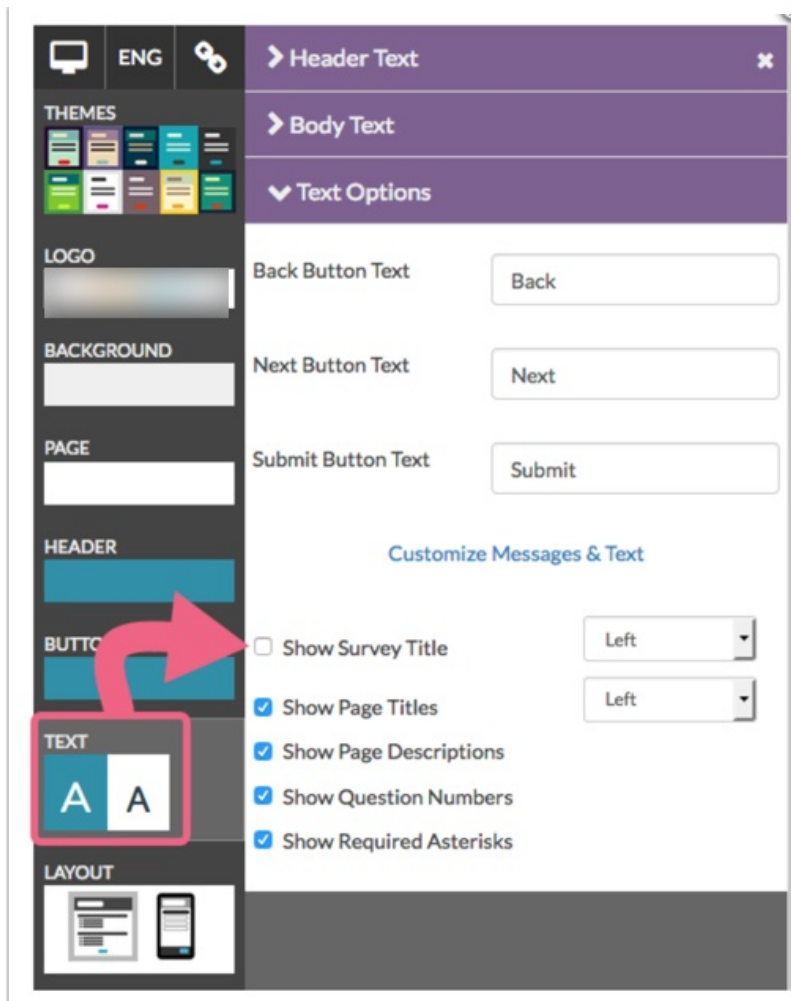 ENG
Header Text
THEMES
Body Text
Text Options
LOGO
Back Button Text
Back
BACKGROUND
Next Button Text
Next
PAGE
Submit Button Text
Submit
HEADER
Customize Messages & Text
BUTTO
Show Survey Title
Left
Show Page Titles
Left
TEXT
Show Page Descriptions
A A
Show Question Numbers
Show Required Asterisks
LAYOUT